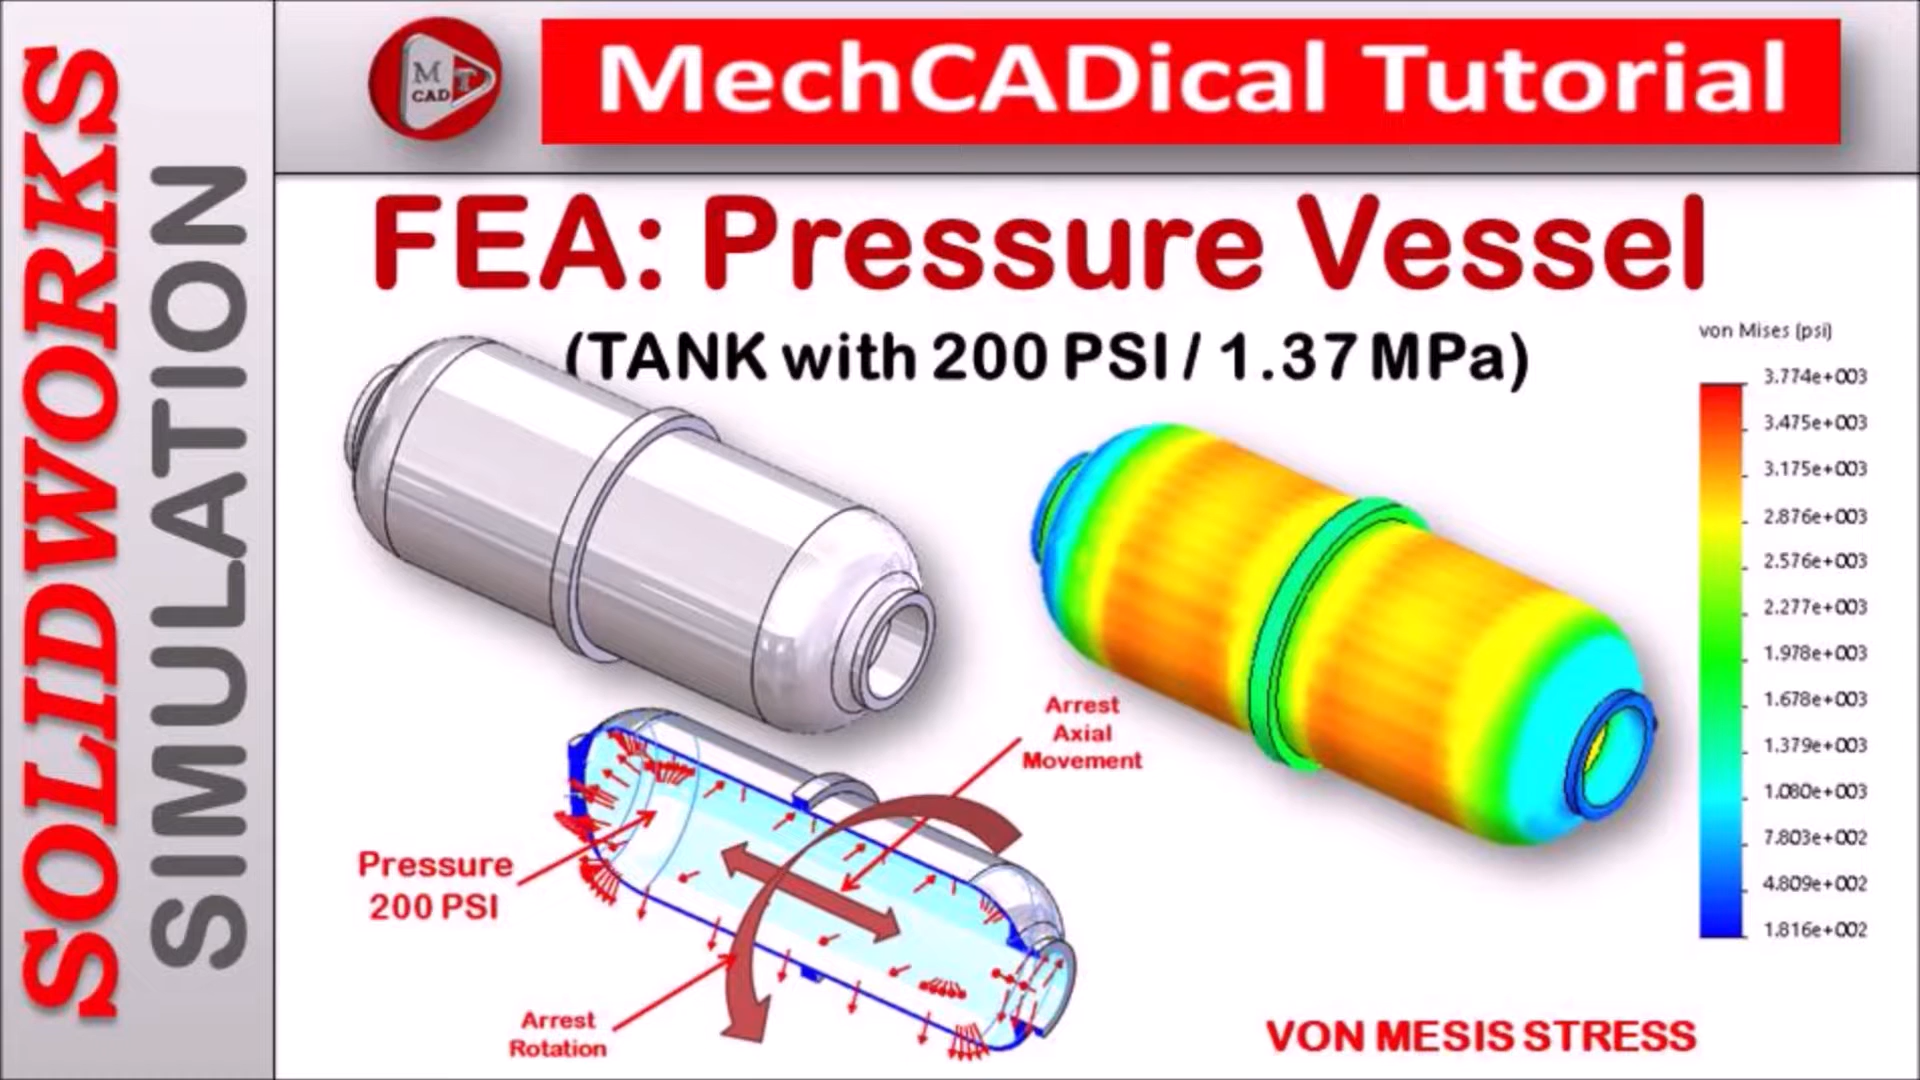 SOLIDWORKS
SIMULATION
M T
CAD
MechCADical Tutorial
FEA: Pressure Vessel
(TANK with 200 PSI / 1.37 MPa)
von Mises (psi)
3.774e+003
3.475e+003
3.175e+003
2.876e+003
2.576e+003
2.277e+003
1.978e+003
1.678e+003
1.379e+003
1.080e+003
7.803e+002
4.809e+002
1.816e+002
Arrest
Axial
Movement
Pressure
200 PSI
Arrest
Rotation
VON MESIS STRESS